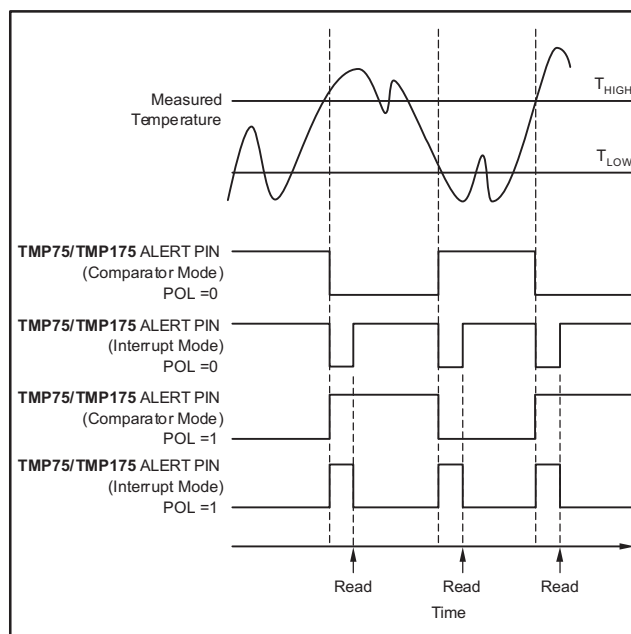 T_HIGH
Measured
Temperature
T_LOW
TMP75/TMP175 ALERT PIN
(Comparator Mode)
POL =0
TMP75/TMP175 ALERT PIN
(Interrupt Mode)
POL =0
TMP75/TMP175 ALERT PIN
(Comparator Mode)
POL =1
TMP75/TMP175 ALERT PIN
(Interrupt Mode)
POL =1
Read Read Read
Time